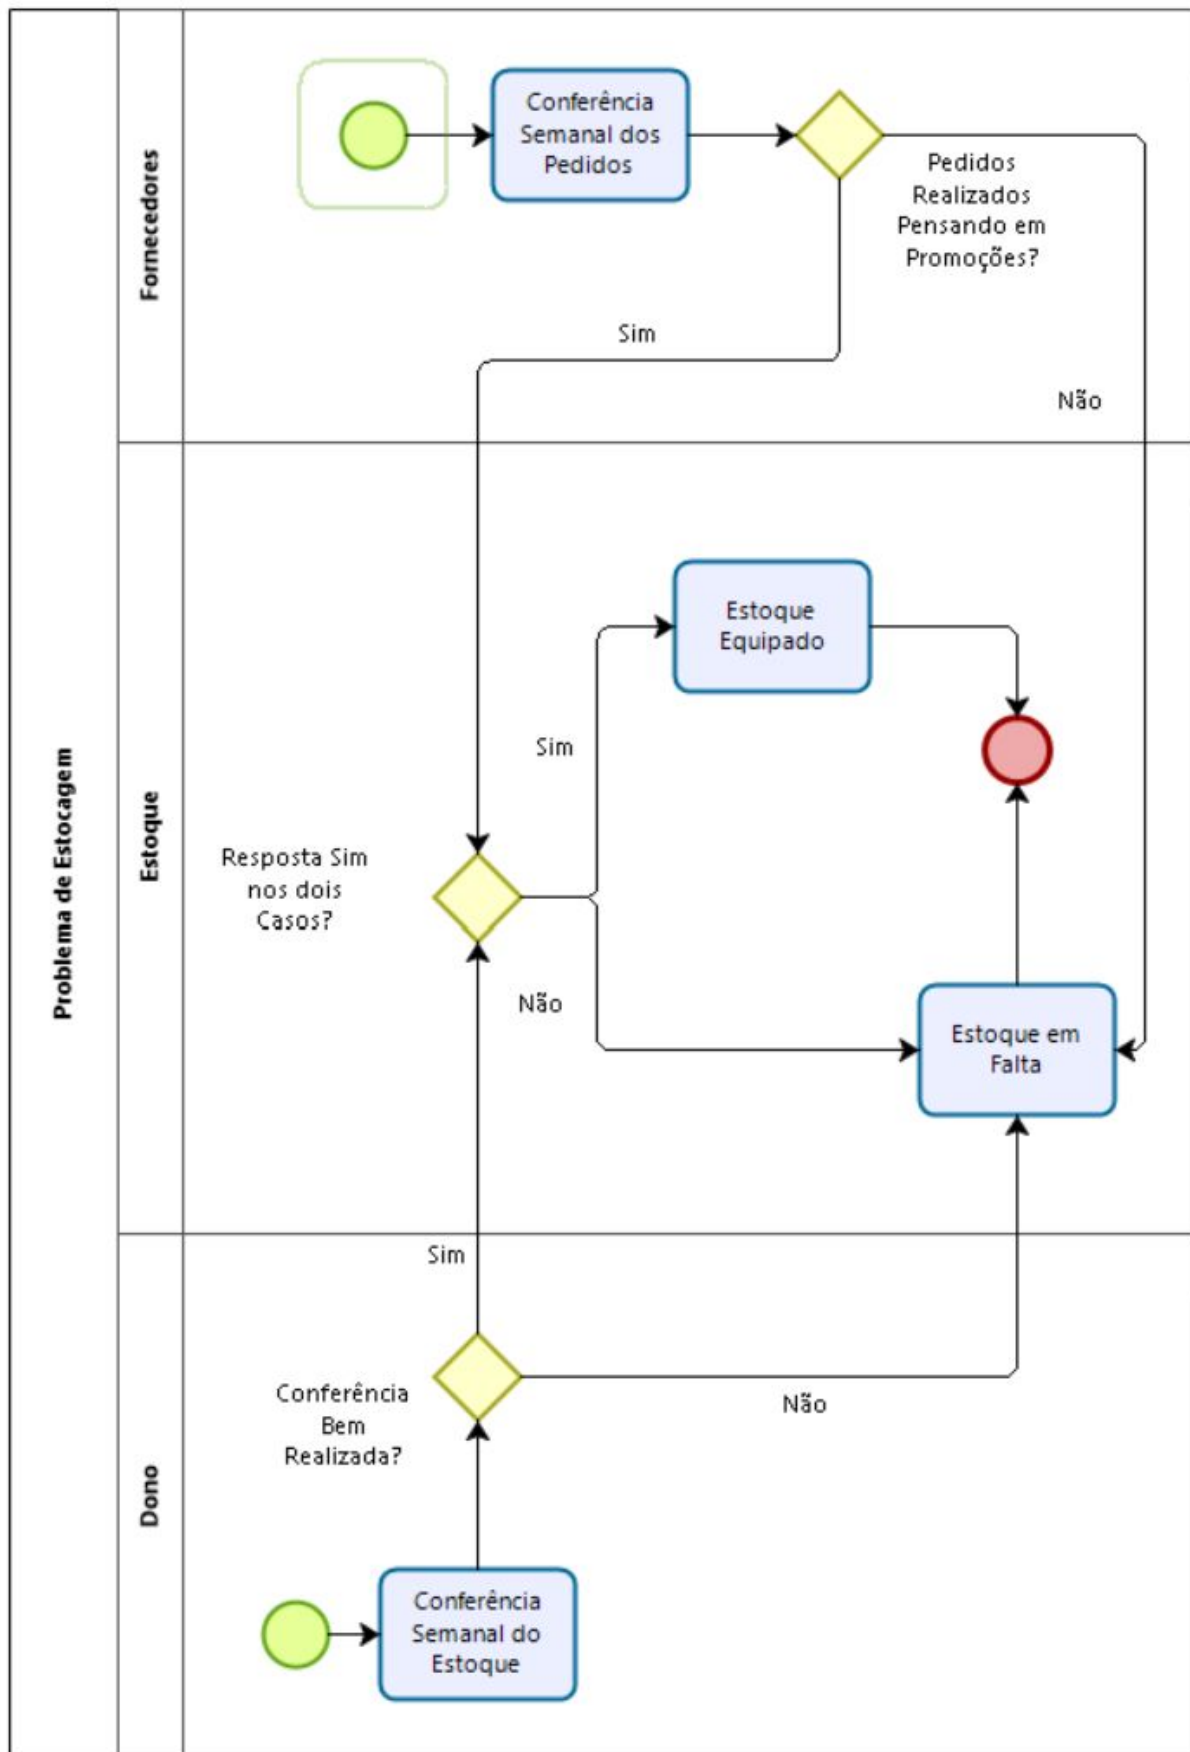 Problema de Estocagem
Fornecedores
Conferência
Semanal dos
Pedidos
Pedidos
Realizados
Pensando em
Promoções?
Sim
Não
Estoque
Estoque
Equipado
Sim
Resposta Sim
nos dois
Casos?
Não
Estoque em
Falta
Dono
Sim
Conferência
Bem
Realizada?
Não
Conferência
Semanal do
Estoque